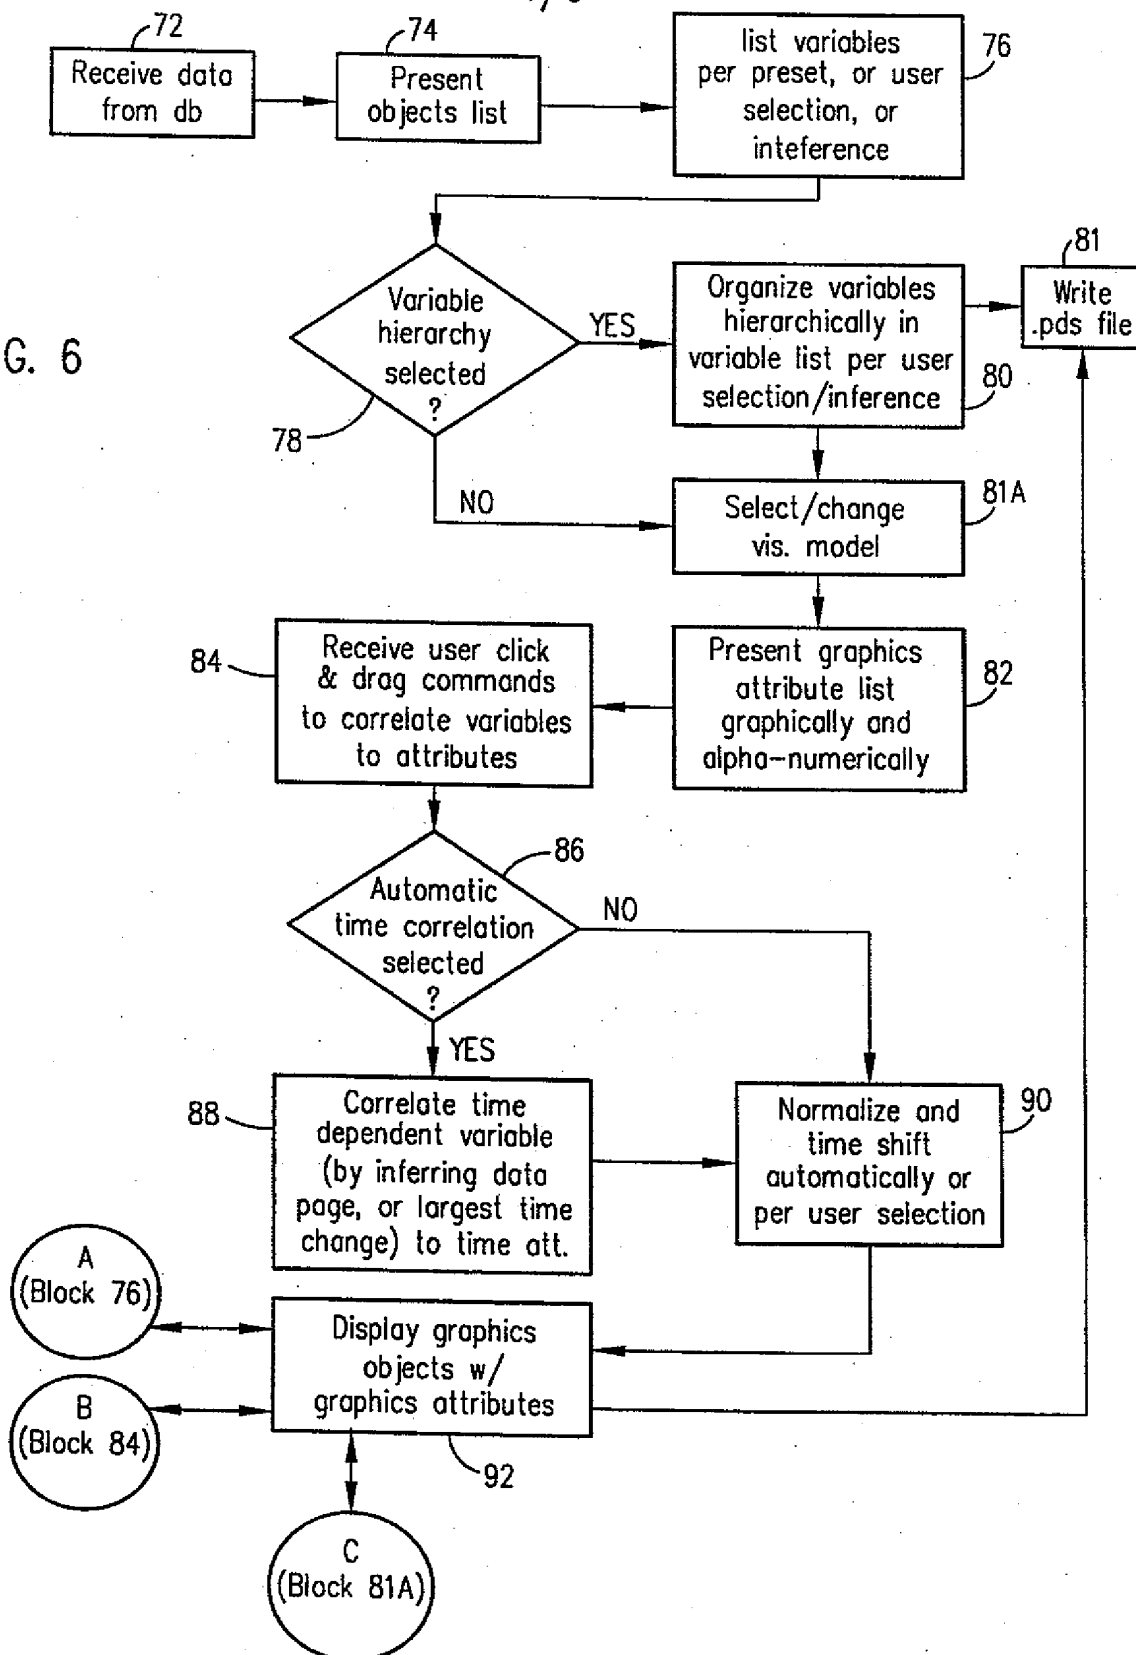 72
Receive data
from db
74
Present
objects list
76
list variables
per preset, or user
selection, or
inteference
Variable
hierarchy
selected
?
78
YES
NO
Organize variables
hierarchically in
variable list per user
selection/inference
80
81
Write
.pds file
G. 6
Select/change
vis. model
81A
84
Receive user click
& drag commands
to correlate variables
to attributes
Present graphics
attribute list
graphically and
alpha-numerically
82
86
Automatic
time correlation
selected
?
NO
YES
88
Correlate time
dependent variable
(by inferring data
page, or largest time
change) to time att.
Normalize and
time shift
automatically or
per user selection
90
A
(Block 76)
B
(Block 84)
Display graphics
objects w/
graphics attributes
92
C
(Block 81A)